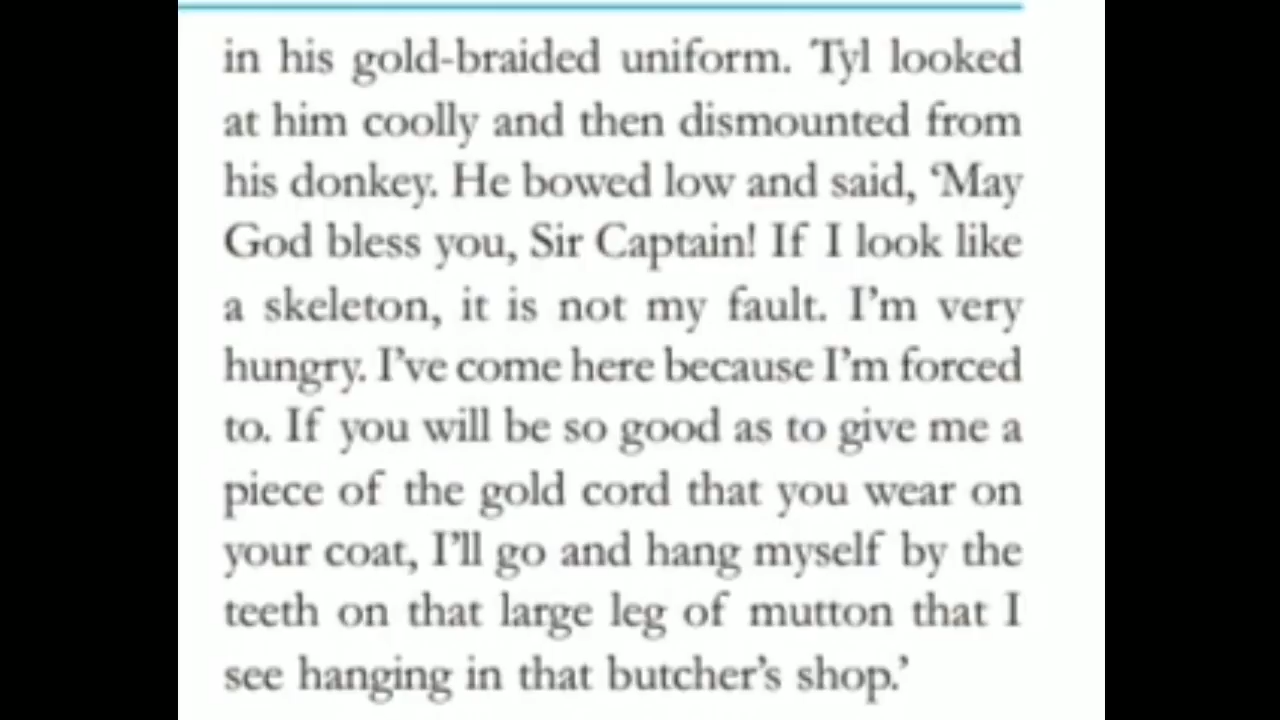 in his gold-braided uniform. Tyl looked
at him coolly and then dismounted from
his donkey. He bowed low and said, ‘May
God bless you, Sir Captain! If I look like
a skeleton, it is not my fault. I’m very
hungry. I’ve come here because I’m forced
to. If you will be so good as to give me a
piece of the gold cord that you wear on
your coat, I’ll go and hang myself by the
teeth on that large leg of mutton that I
see hanging in that butcher’s shop.’